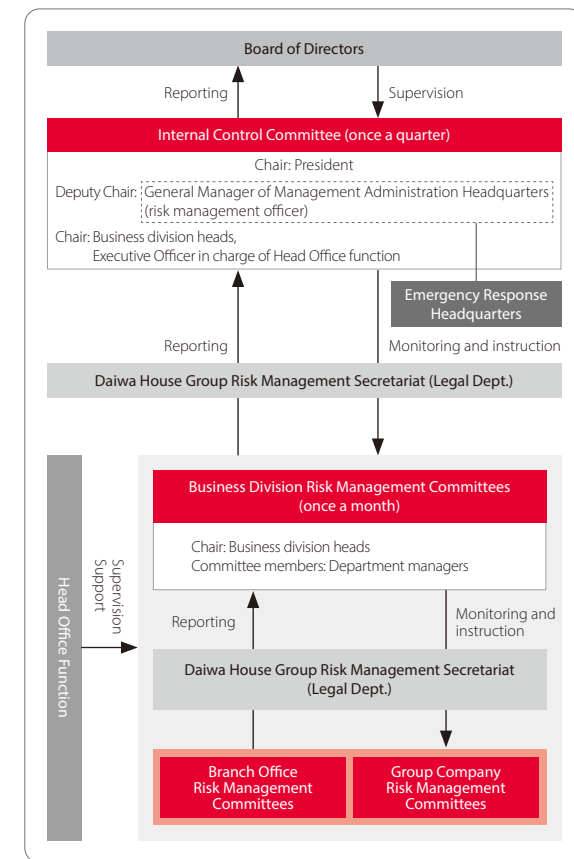 Board of Directors
Reporting
Supervision
Internal Control Committee (once a quarter)
Chair: President
Deputy Chair: General Manager of Management Administration Headquarters
(risk management officer)
Chair: Business division heads,
Executive Officer in charge of Head Office function
Emergency Response
Headquarters
Reporting
Monitoring and instruction
Daiwa House Group Risk Management Secretariat (Legal Dept.)
Head Office Function
Supervision
Support
Business Division Risk Management Committees
(once a month)
Chair: Business division heads
Committee members: Department managers
Reporting
Monitoring and
instruction
Daiwa House Group Risk Management Secretariat
(Legal Dept.)
Branch Office
Risk Management
Committees
Group Company
Risk Management
Committees